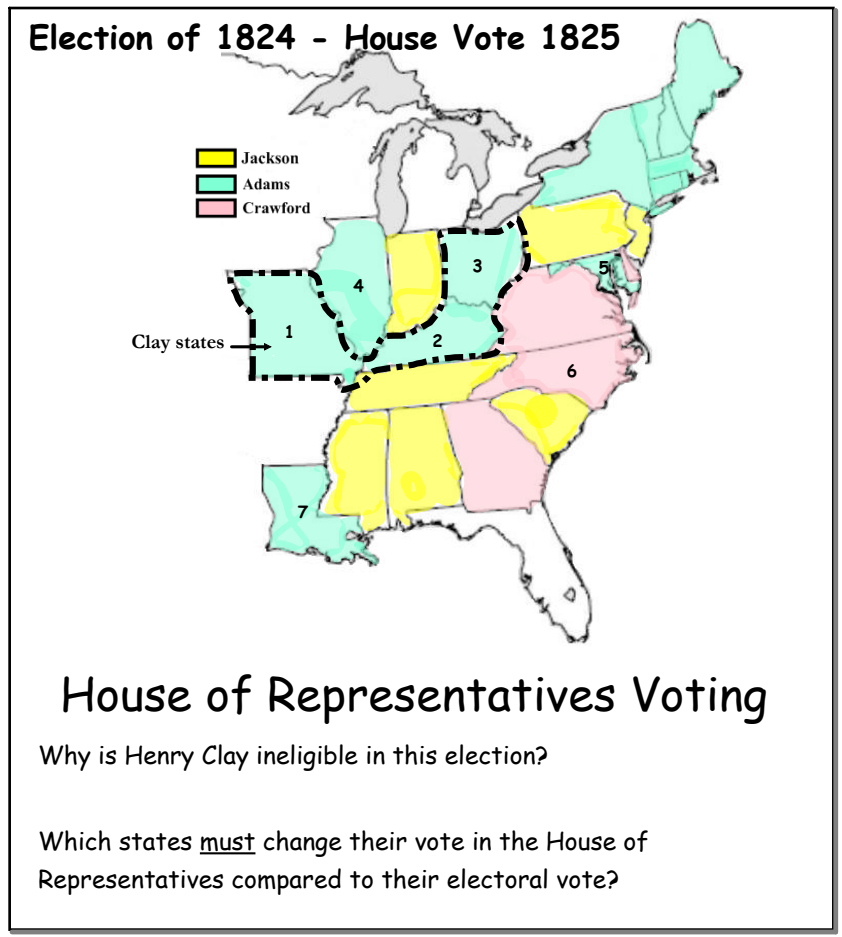 Election of 1824 - House Vote 1825
Jackson
Adams
Crawford
3
5
4
1
2
Clay states
6
7
House of Representatives Voting
Why is Henry Clay ineligible in this election?
Which states must change their vote in the House of
Representatives compared to their electoral vote?